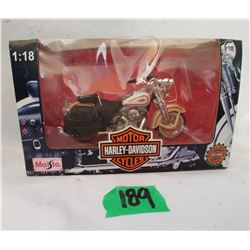 1:18
MOTOR
HARLEY-DAVIDSON
CYCLES
Maisto
189